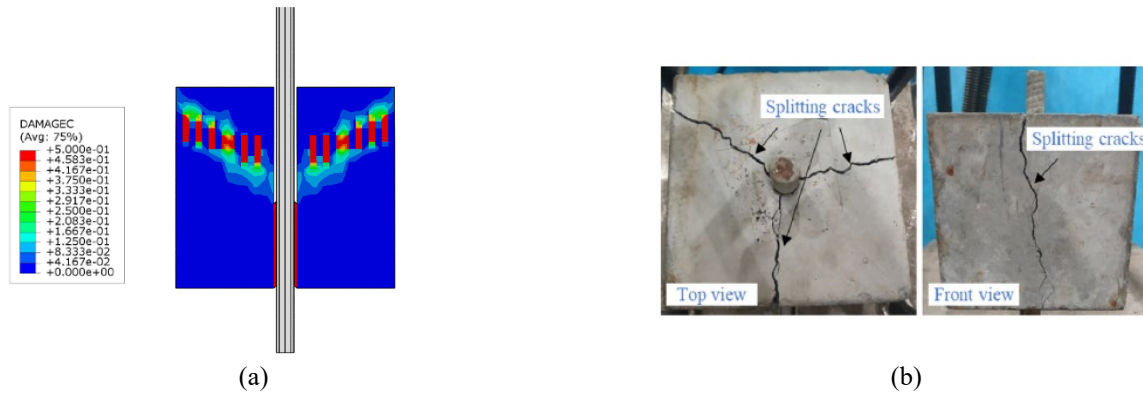 DAMAGEC
(Avg: 75%)
+5.000e-01
+4.583e-01
+4.167e-01
+3.750e-01
+3.333e-01
+2.917e-01
+2.500e-01
+2.083e-01
+1.667e-01
+1.250e-01
+8.333e-02
+4.167e-02
+0.000e+00
Splitting cracks
Top view
Splitting cracks
Front view
(a)
(b)